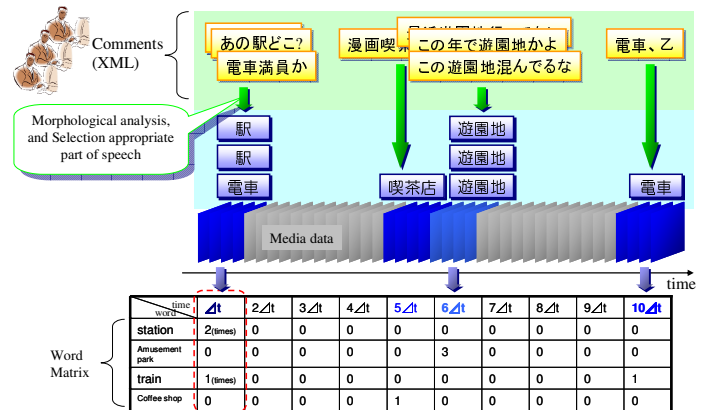 Comments
(XML)
あの駅どこ?
電車満員か
漫画喫
この年で遊園地かよ
この遊園地混んでるな
電車、乙
Morphological analysis,
and Selection appropriate
part of speech
駅
駅
電車
喫茶店
遊園地
遊園地
遊園地
電車
Media data
time
time
word
⊿t 2⊿t 3⊿t 4⊿t 5⊿t 6⊿t 7⊿t 8⊿t 9⊿t 10⊿t
Word
Matrix
station 2(times) 0 0 0 0 0 0 0 0 0
Amusement
park 0 0 0 0 0 3 0 0 0 0
train 1(times) 0 0 0 0 0 0 0 0 1
Coffee shop 0 0 0 0 1 0 0 0 0 0